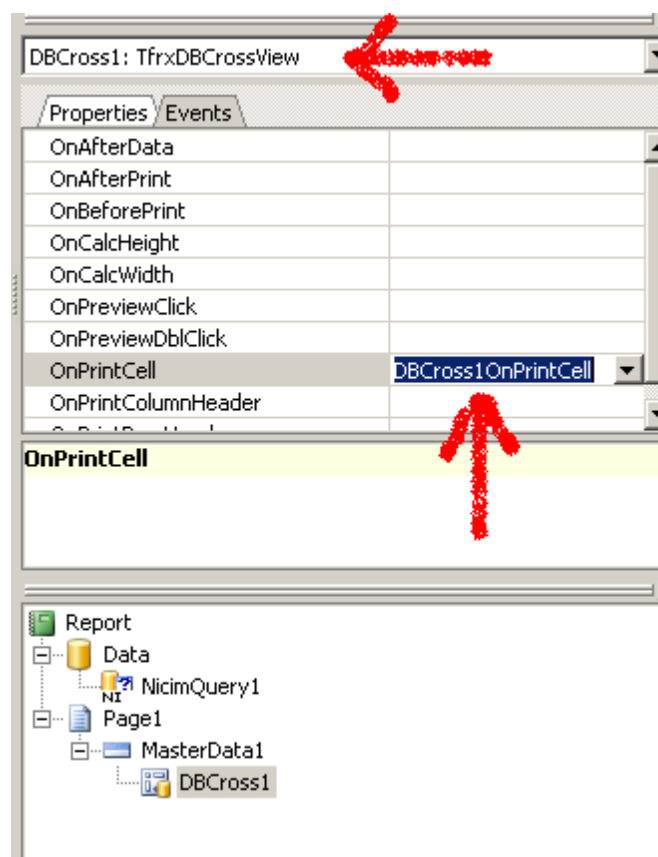 DBCross1: TfrxDBCrossView
Properties Events
OnAfterData
OnAfterPrint
OnBeforePrint
OnCalcHeight
OnCalcWidth
OnPreviewClick
OnPreviewDblClick
OnPrintCell DBCross1OnPrintCell
OnPrintColumnHeader
OnPrintCell
Report
Data
NI NicimQuery1
Page1
MasterData1
DBCross1